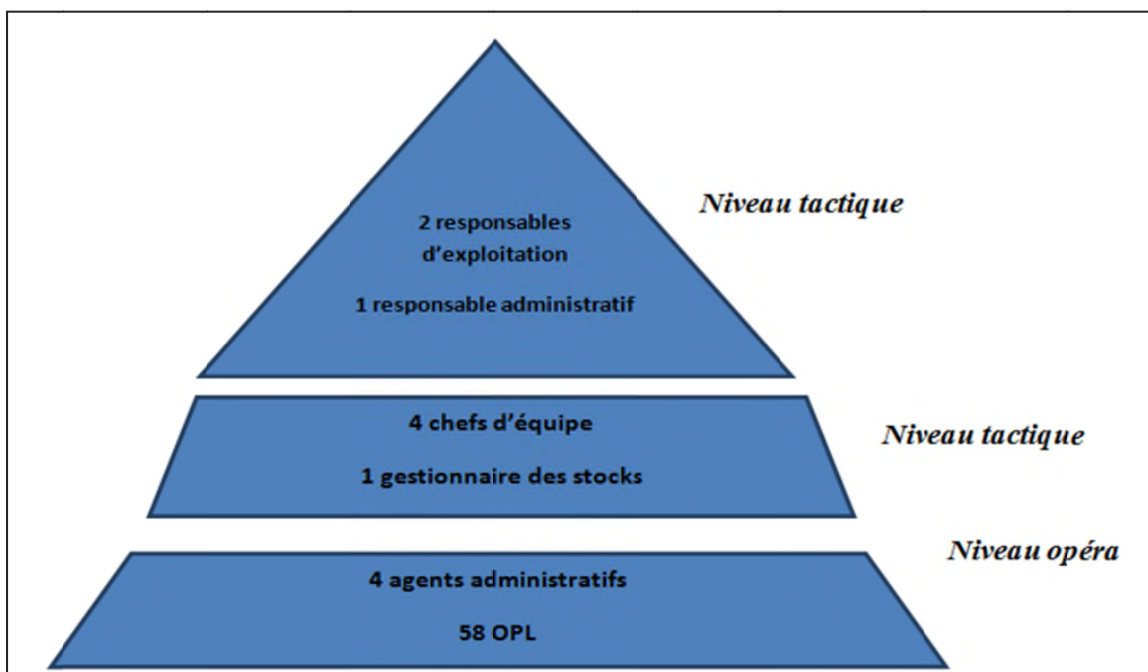 Niveau tactique
2 responsables
d’exploitation
1 responsable administratif
4 chefs d’équipe
Niveau tactique
1 gestionnaire des stocks
Niveau opéra
4 agents administratifs
58 OPL